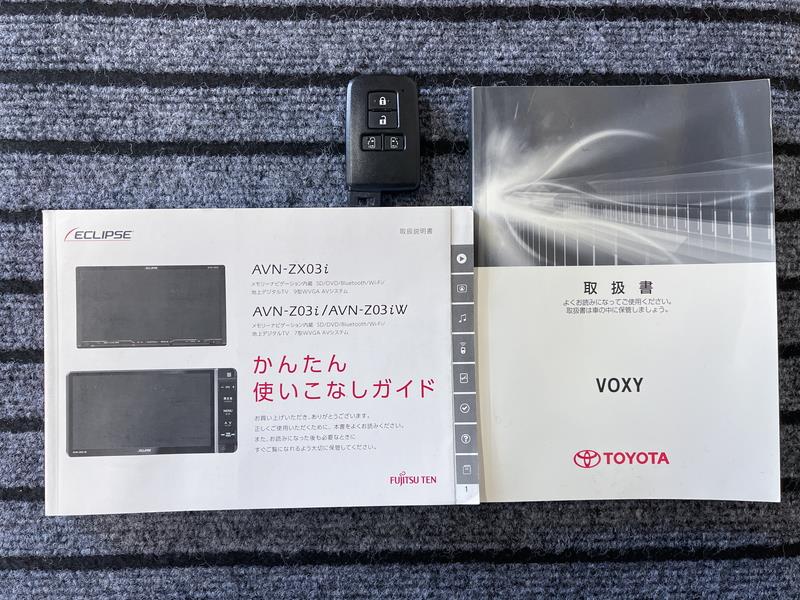 ECLIPSE
取扱説明書
AVN-ZX03i
メモリーナビゲーション内蔵 SD/DVD/Bluetooth/Wi-Fi/
地上デジタルTV 9型WVGA AVシステム
AVN-Z03i/AVN-Z03iW
メモリーナビゲーション内蔵 SD/DVD/Bluetooth/Wi-Fi/
地上デジタルTV 7型WVGA AVシステム
かんたん
使いこなしガイド
お買い上げいただき、ありがとうございます。
正しくご使用いただくために、本書をよくお読みください。
また、お読みになった後も必要なときに
すぐご覧になれるよう大切に保管してください。
FUJITSU TEN
1
ECLIPSE
ECLIPSE
MENU
取扱書
よくお読みになってご使用ください。
取扱書は車の中に保管しましょう。
VOXY
TOYOTA